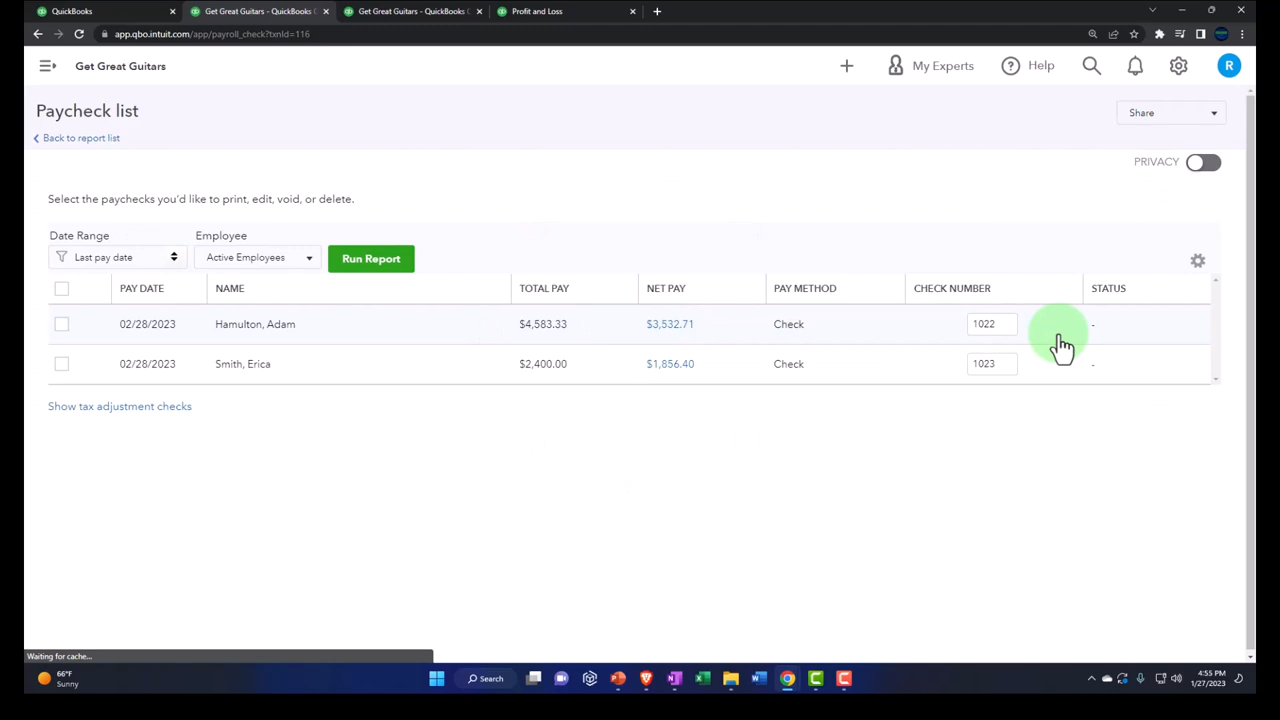 QuickBooks
Get Great Guitars - QuickBooks
Get Great Guitars - QuickBooks
Profit and Loss
app.qbo.intuit.com/app/payroll_check?txnId=116
Get Great Guitars
My Experts
Help
R
Paycheck list
Share
Back to report list
PRIVACY
Select the paychecks you'd like to print, edit, void, or delete.
Date Range
Employee
Last pay date
Active Employees
Run Report
PAY DATE NAME TOTAL PAY NET PAY PAY METHOD CHECK NUMBER STATUS
02/28/2023 Hamulton, Adam $4,583.33 $3,532.71 Check 1022 -
02/28/2023 Smith, Erica $2,400.00 $1,856.40 Check 1023 -
Show tax adjustment checks
Waiting for cache...
66°F
Sunny
Search
4:55 PM
1/27/2023